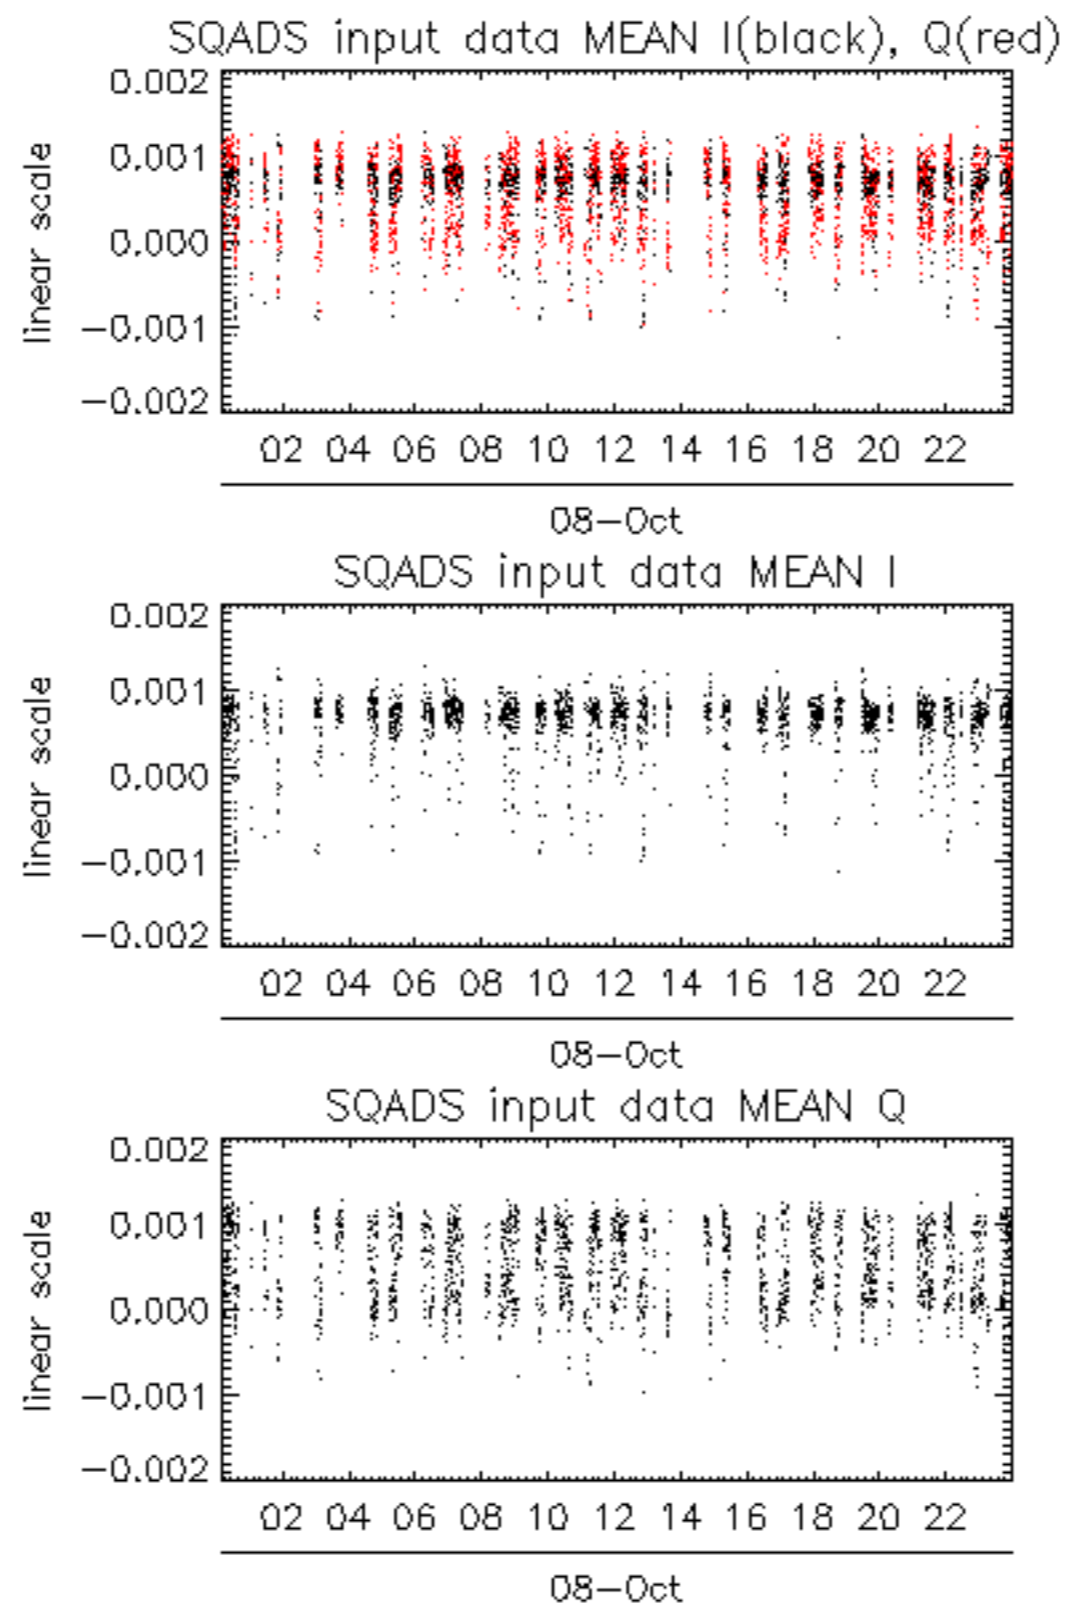 SQADS input data MEAN I(black), Q(red)
0.002
0.001
0.000
−0.001
−0.002
linear scale
02 04 06 08 10 12 14 16 18 20 22
08−Oct
SQADS input data MEAN I
0.002
0.001
0.000
−0.001
−0.002
linear scale
02 04 06 08 10 12 14 16 18 20 22
08−Oct
SQADS input data MEAN Q
0.002
0.001
0.000
−0.001
−0.002
linear scale
02 04 06 08 10 12 14 16 18 20 22
08−Oct